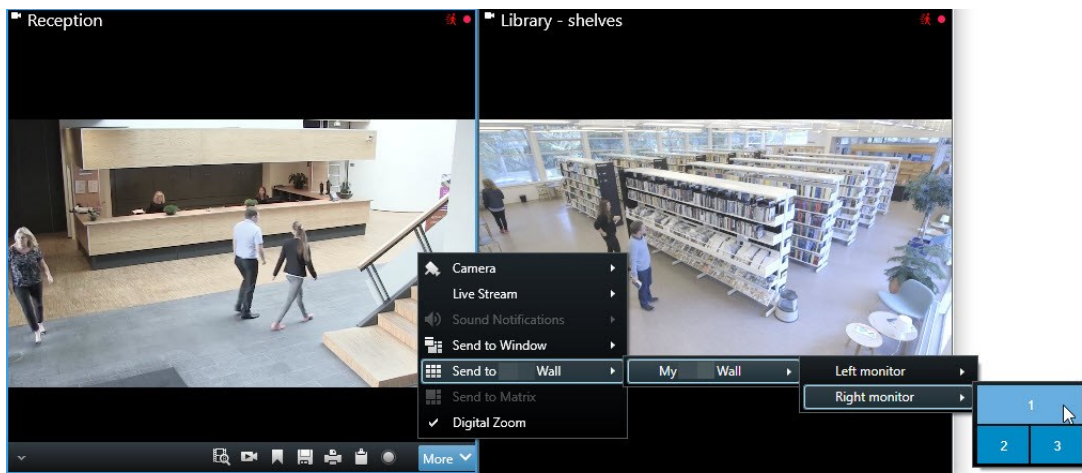 Reception
Library - shelves
Camera
Live Stream
Sound Notifications
Send to Window
Send to Wall
My Wall
Left monitor
Send to Matrix
Right monitor
1
Digital Zoom
2 3
More